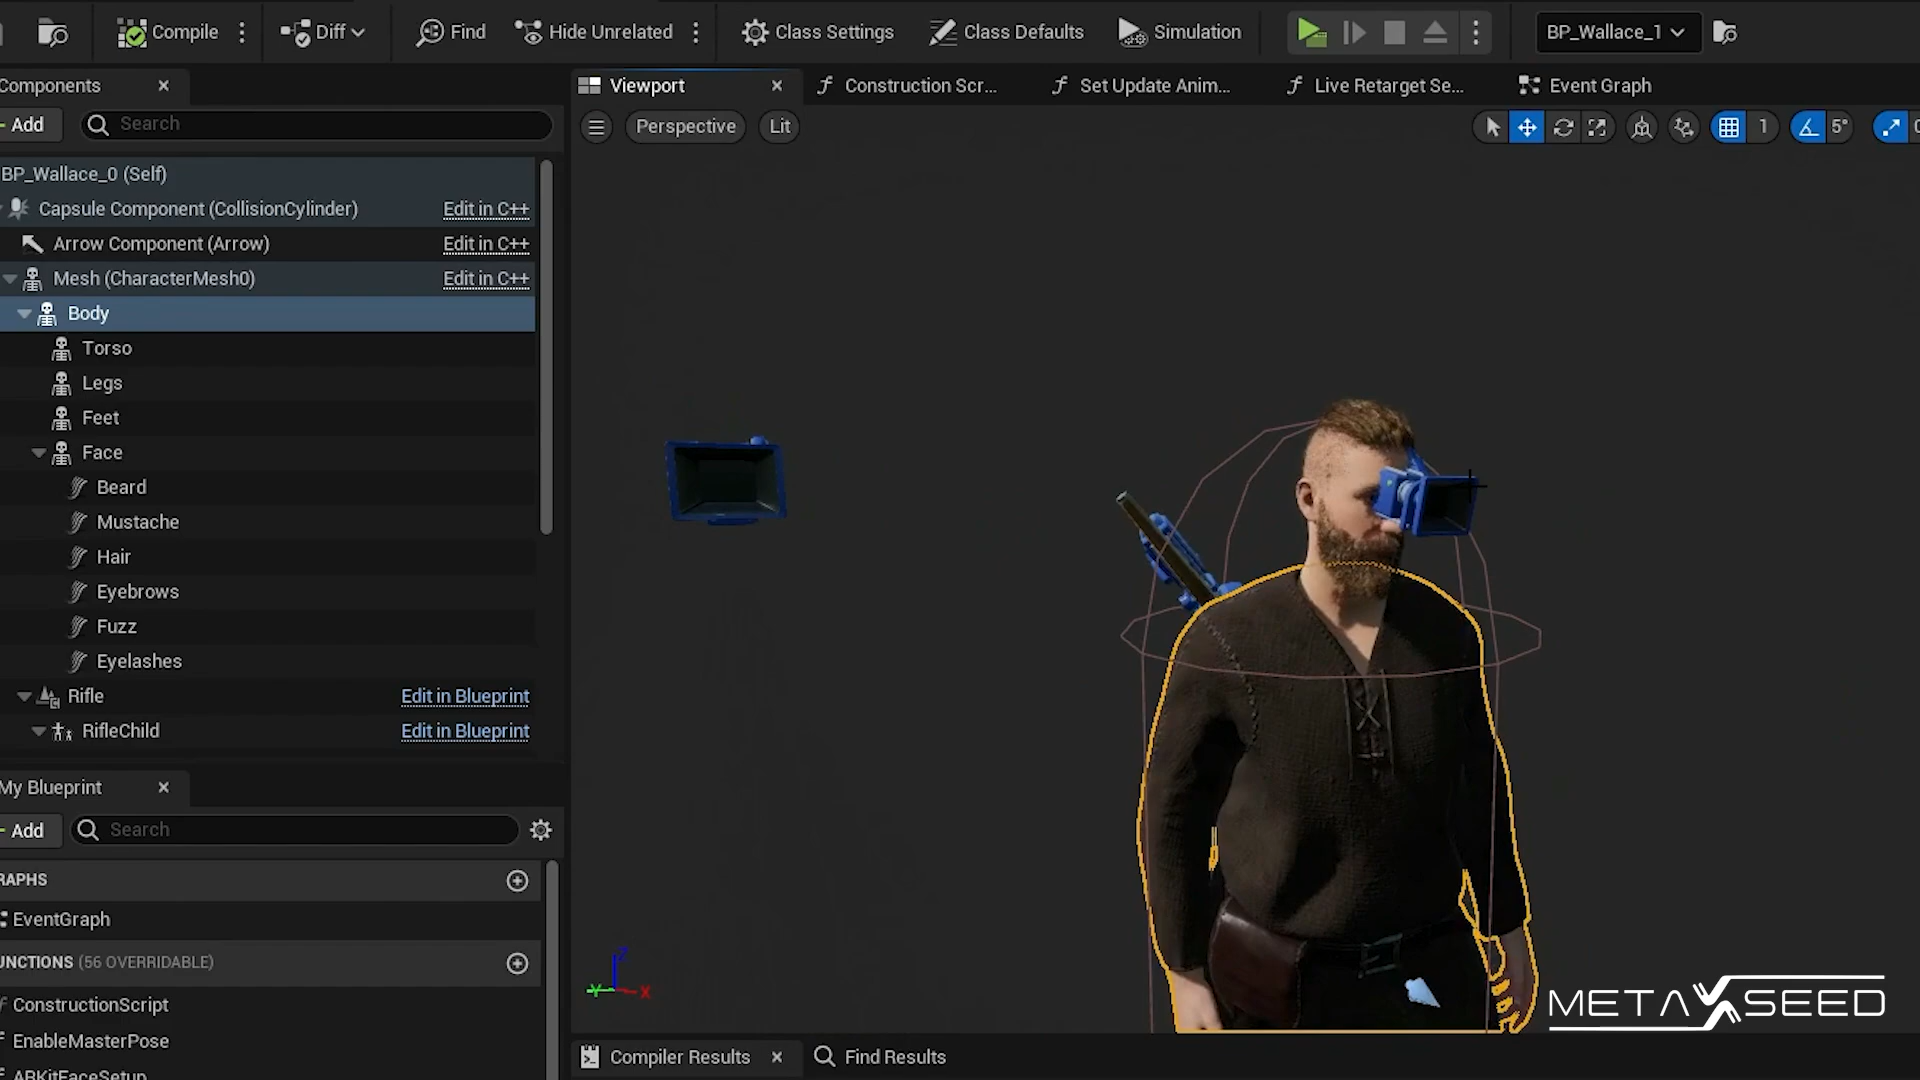 Compile
Diff
Find
Hide Unrelated
Class Settings
Class Defaults
Simulation
BP_Wallace_1
Components
Viewport
Construction Scr...
Set Update Anim...
Live Retarget Se...
Event Graph
Add
Search
Perspective
Lit
1
5°
BP_Wallace_0 (Self)
Capsule Component (CollisionCylinder) Edit in C++
Arrow Component (Arrow) Edit in C++
Mesh (CharacterMesh0) Edit in C++
Body
Torso
Legs
Feet
Face
Beard
Mustache
Hair
Eyebrows
Fuzz
Eyelashes
Rifle Edit in Blueprint
RifleChild Edit in Blueprint
My Blueprint
Add
Search
RAPHS
EventGraph
UNCTIONS (56 OVERRIDABLE)
ConstructionScript
EnableMasterPose
ARKitFaceSetup
Z
Y
X
METAXSEED
Compiler Results
Find Results